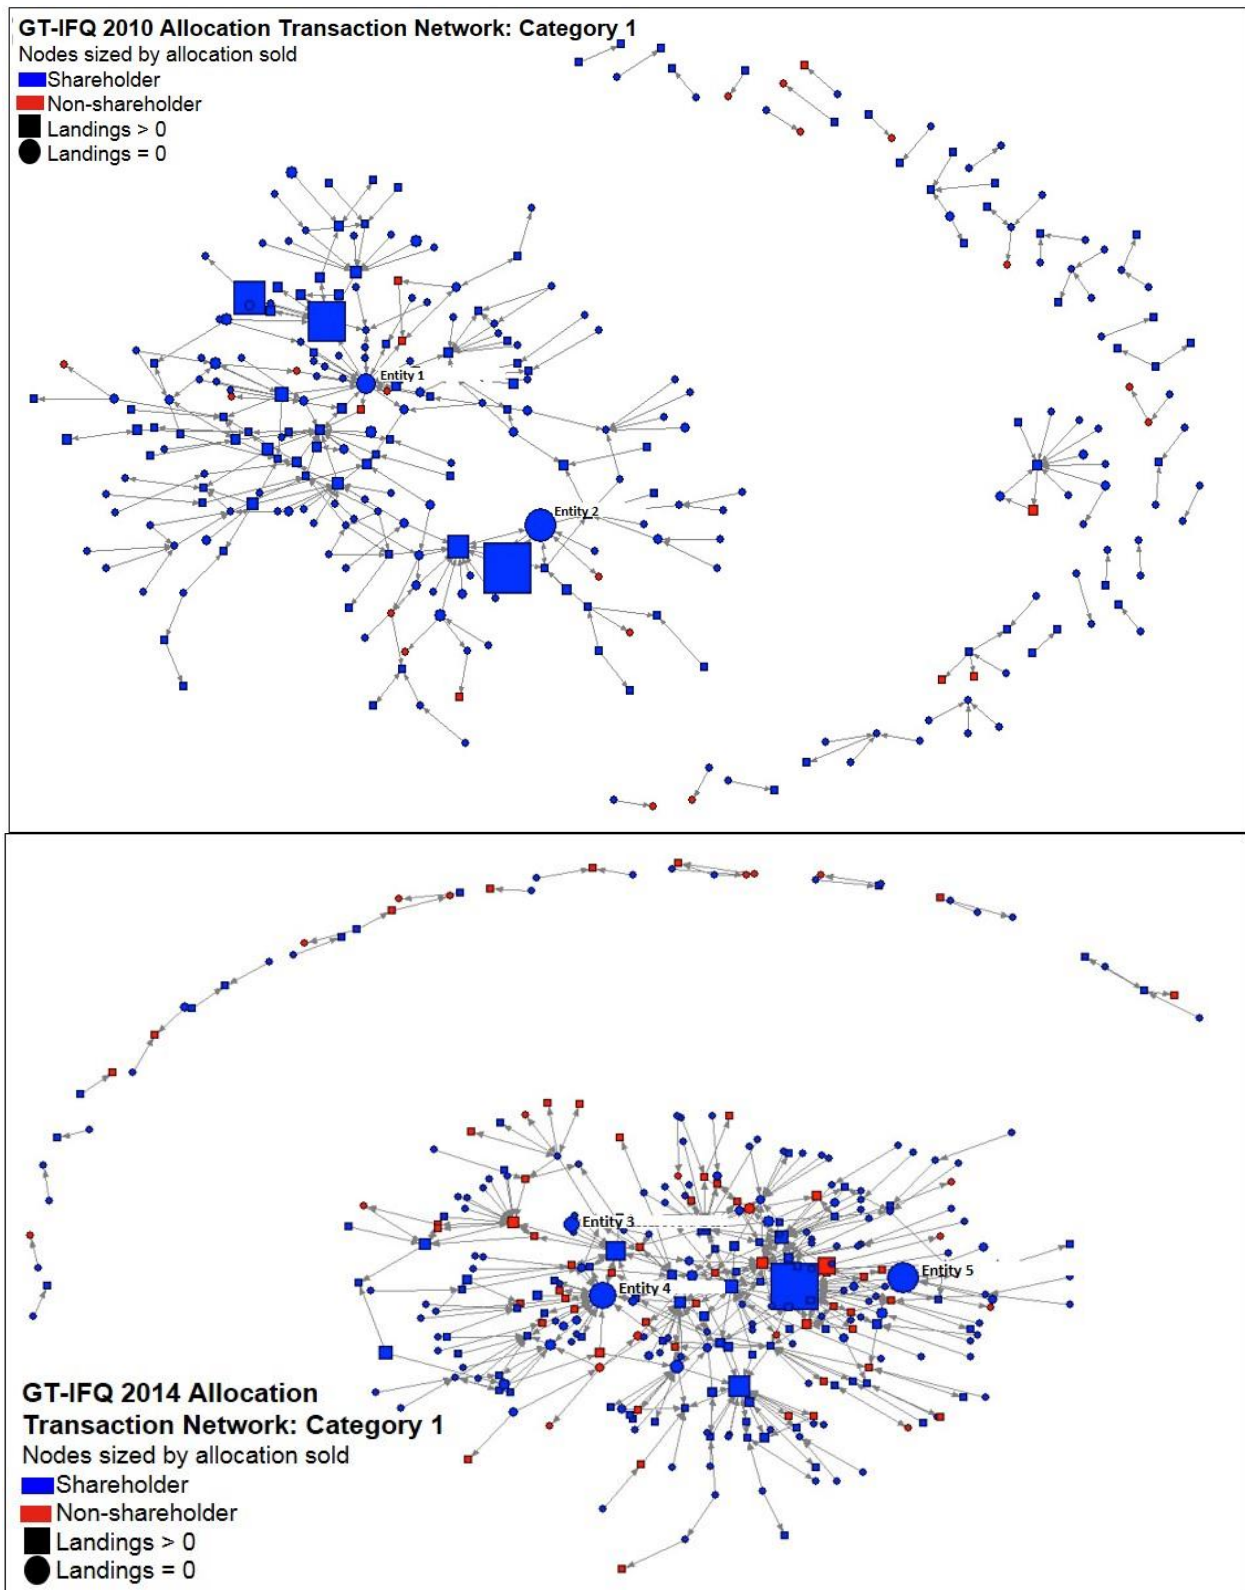 GT-IFQ 2010 Allocation Transaction Network: Category 1
Nodes sized by allocation sold
Shareholder
Non-shareholder
Landings > 0
Landings = 0
Entity 1
Entity 2
Entity 3
Entity 5
Entity 4
GT-IFQ 2014 Allocation
Transaction Network: Category 1
Nodes sized by allocation sold
Shareholder
Non-shareholder
Landings > 0
Landings = 0